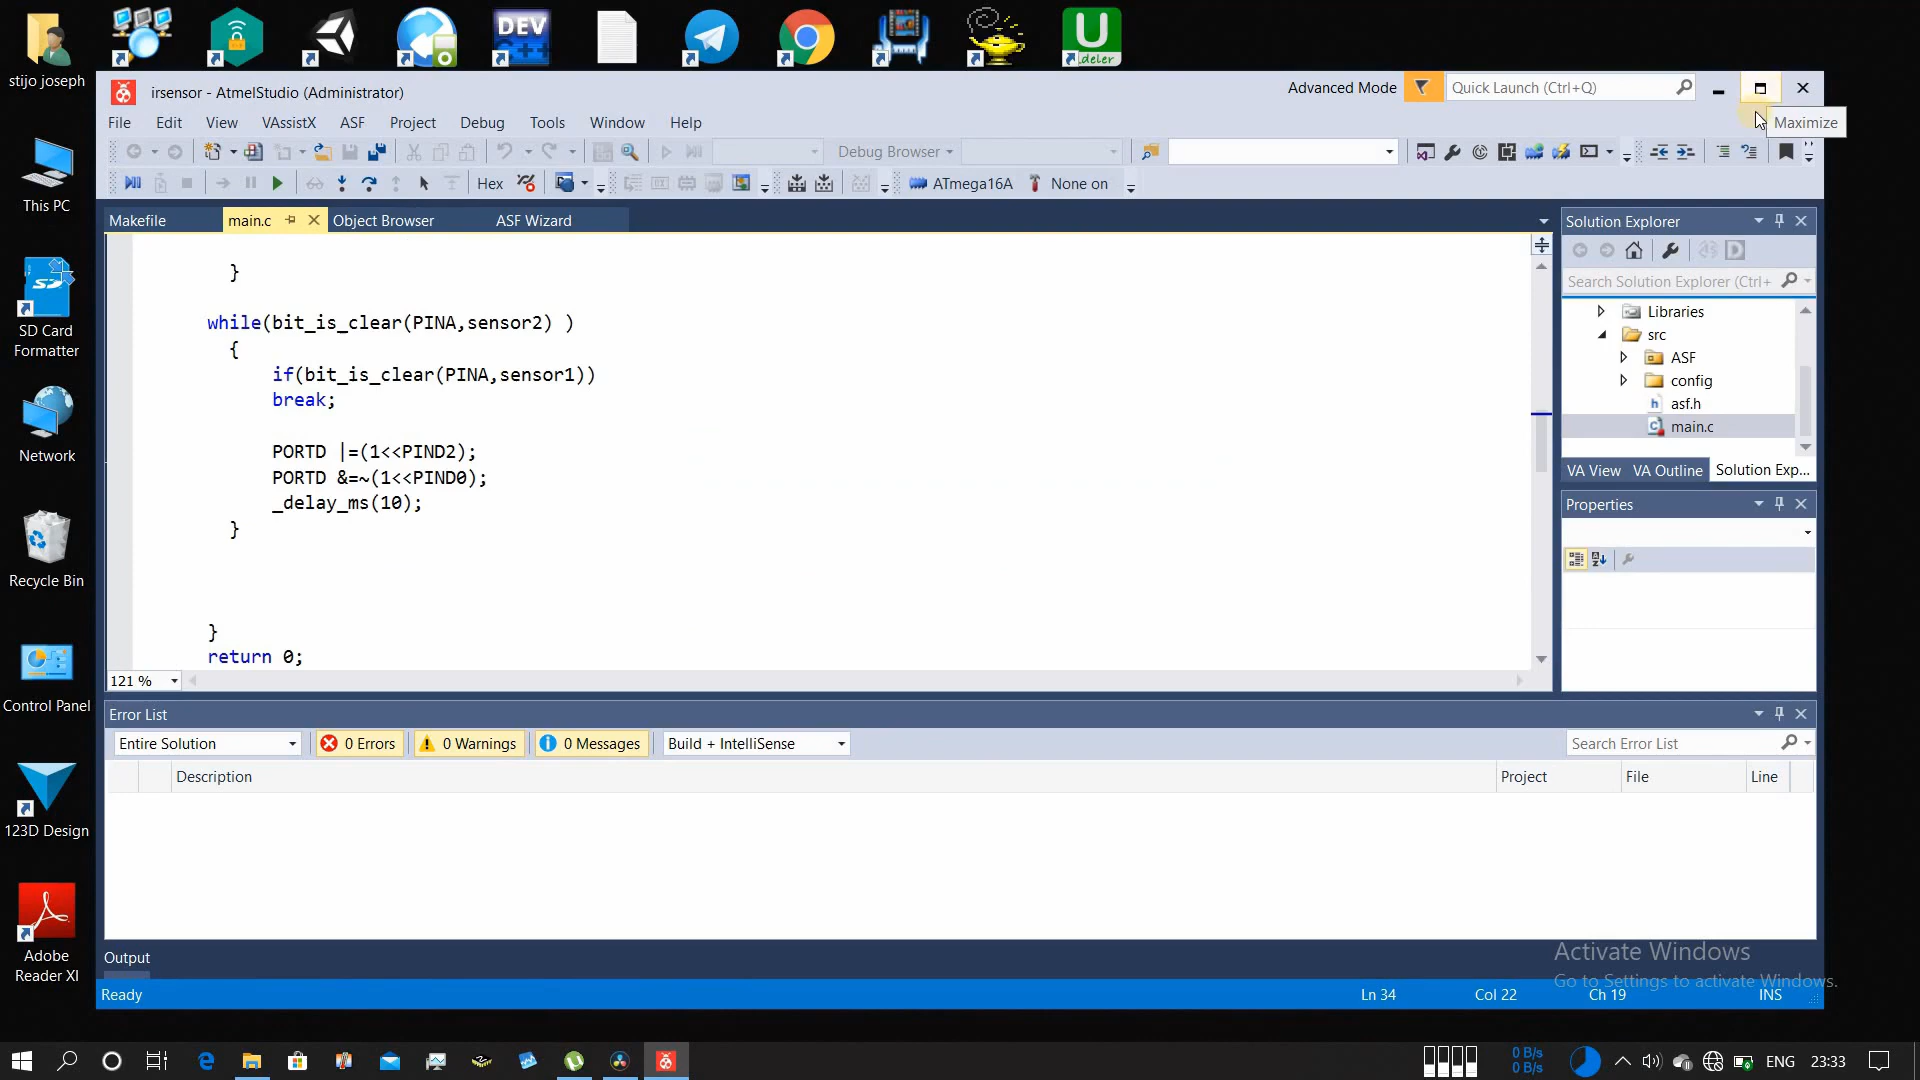 stijo joseph
DEV
C++
U
deler
irsensor - AtmelStudio (Administrator)
Advanced Mode
Quick Launch (Ctrl+Q)
Maximize
File Edit View VAssistX ASF Project Debug Tools Window Help
Debug Browser
Hex
ATmega16A
None on
This PC
SD Card
Formatter
Network
Recycle Bin
Control Panel
123D Design
Adobe
Reader XI
Makefile main.c Object Browser ASF Wizard
}
while(bit_is_clear(PINA,sensor2) )
{
if(bit_is_clear(PINA,sensor1))
break;
PORTD |=(1<<PIND2);
PORTD &=~(1<<PIND0);
_delay_ms(10);
}
}
return 0;
121 %
Solution Explorer
Search Solution Explorer (Ctrl+
Libraries
src
ASF
config
asf.h
main.c
VA View VA Outline Solution Exp...
Properties
Error List
Entire Solution 0 Errors 0 Warnings 0 Messages Build + IntelliSense Search Error List
Description Project File Line
Output
Activate Windows
Go to Settings to activate Windows.
Ready Ln 34 Col 22 Ch 19 INS
0 B/s
0 B/s
ENG 23:33